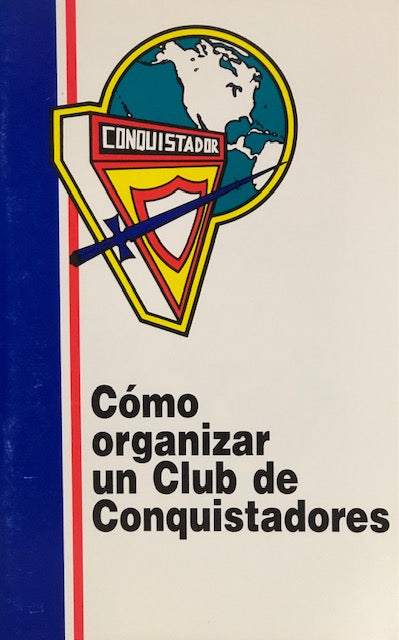 CONQUISTADOR
Cómo
organizar
un Club de
Conquistadores